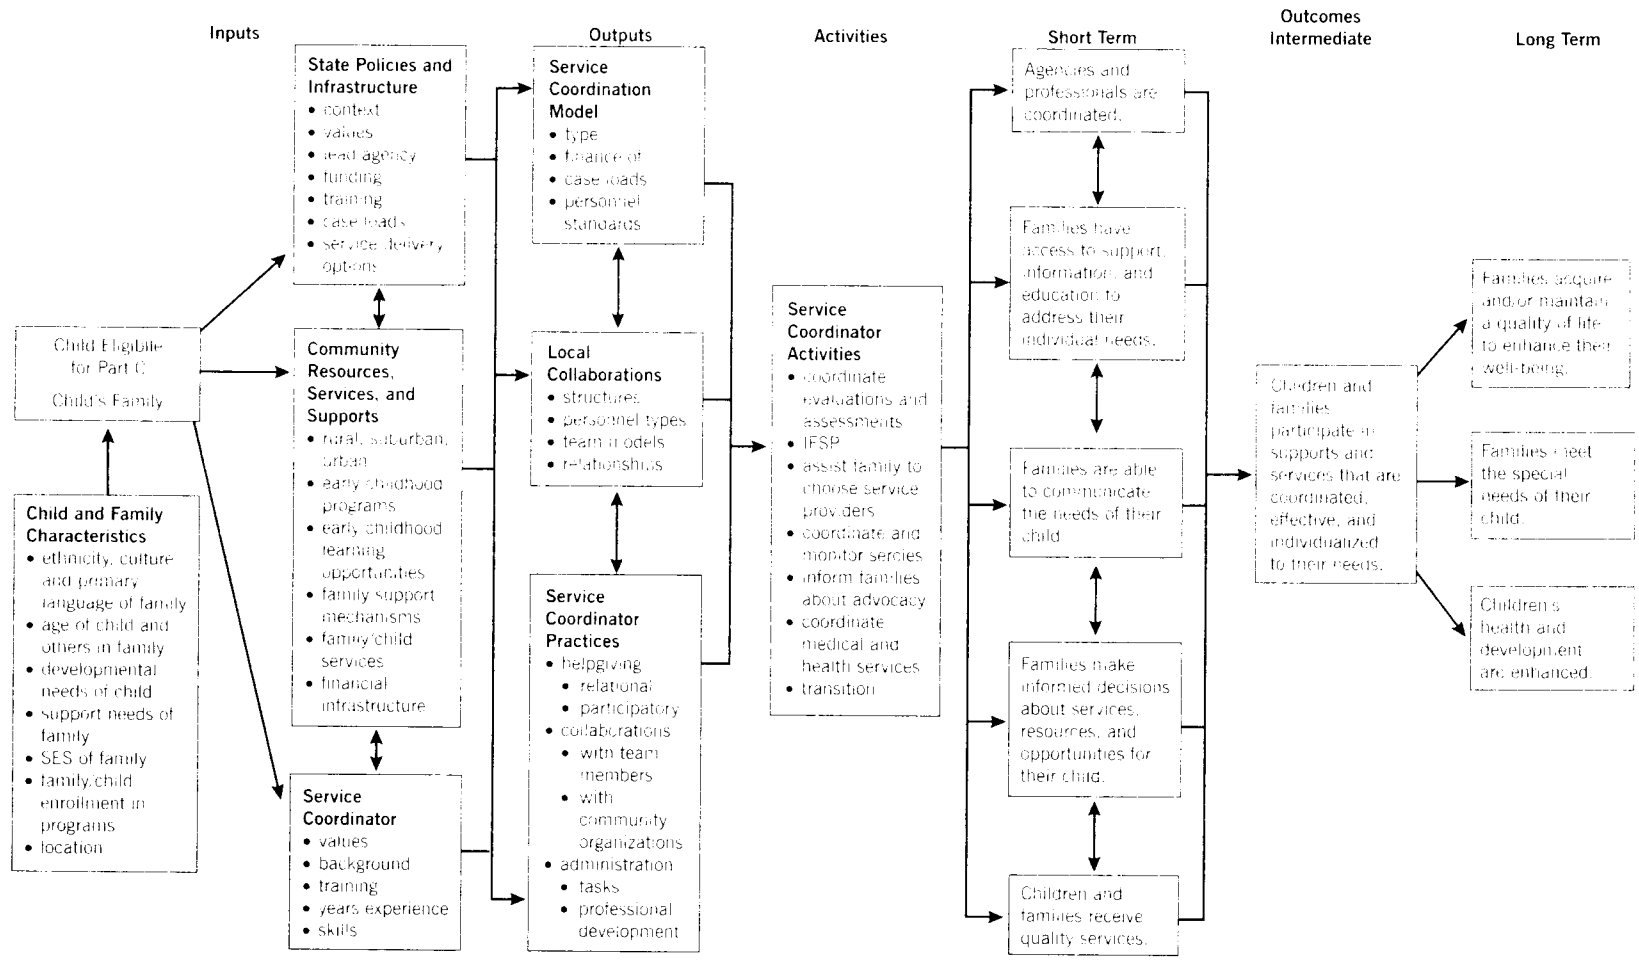 Inputs
Outputs
Activities
Short Term
Outcomes
Intermediate
Long Term
Child Eligibile
for Part C
Child's Family
Child and Family
Characteristics
• ethnicity, culture
and primary
language of family
• age of child and
others in family
• developmental
needs of child
• support needs of
family
• SES of family
• family/child
enrollment in
programs
• location
State Policies and
Infrastructure
• context
• values
• lead agency
• funding
• training
• case loads
• service delivery
options
Community
Resources,
Services, and
Supports
• rural, suburban,
urban
• early childhood
programs
• early childhood
learning
opportunities
• family support
mechanisms
• family/child
services
• financial
infrastructure
Service
Coordinator
• values
• background
• training
• years experience
• skills
Service
Coordination
Model
• type
• finance of
• case loads
• personnel
standards
Local
Collaborations
• structures
• personnel types
• team models
• relationships
Service
Coordinator
Practices
• helpgiving
• relational
• participatory
• collaborations
• with team
members
• with
community
organizations
• administration
• tasks
• professional
development
Service
Coordinator
Activities
• coordinate
evaluations and
assessments
• IFSP
• assist family to
choose service
providers
• coordinate and
monitor sercies
• inform families
about advocacy
• coordinate
medical and
health services
• transition
Agencies and
professionals are
coordinated.
Families have
access to support,
information, and
education to
address their
individual needs.
Families are able
to communicate
the needs of their
child
Families make
informed decisions
about services,
resources, and
opportunities for
their child.
Children and
families receive
quality services.
Children and
families
participate in
supports and
services that are
coordinated,
effective, and
individualized
to their needs.
Families acquire
and/or maintain
a quality of life
to enhance their
well-being.
Families meet
the special
needs of their
child.
Children's
health and
development
are enhanced.